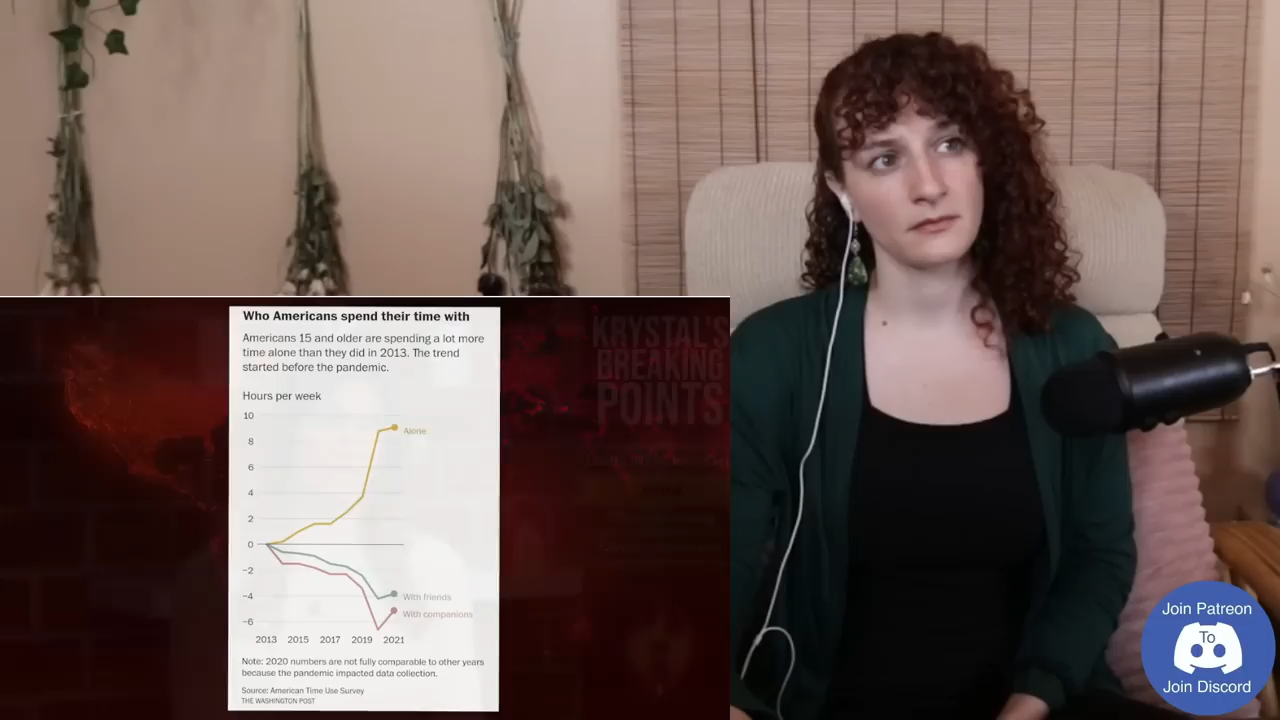 Who Americans spend their time with
Americans 15 and older are spending a lot more
time alone than they did in 2013. The trend
started before the pandemic.
Hours per week
10
8
6
4
2
0
−2
−4
−6
Alone
With friends
With companions
2013 2015 2017 2019 2021
Note: 2020 numbers are not fully comparable to other years
because the pandemic impacted data collection.
Source: American Time Use Survey
THE WASHINGTON POST
KRYSTAL'S
BREAKING
POINTS
Join Patreon
To
Join Discord